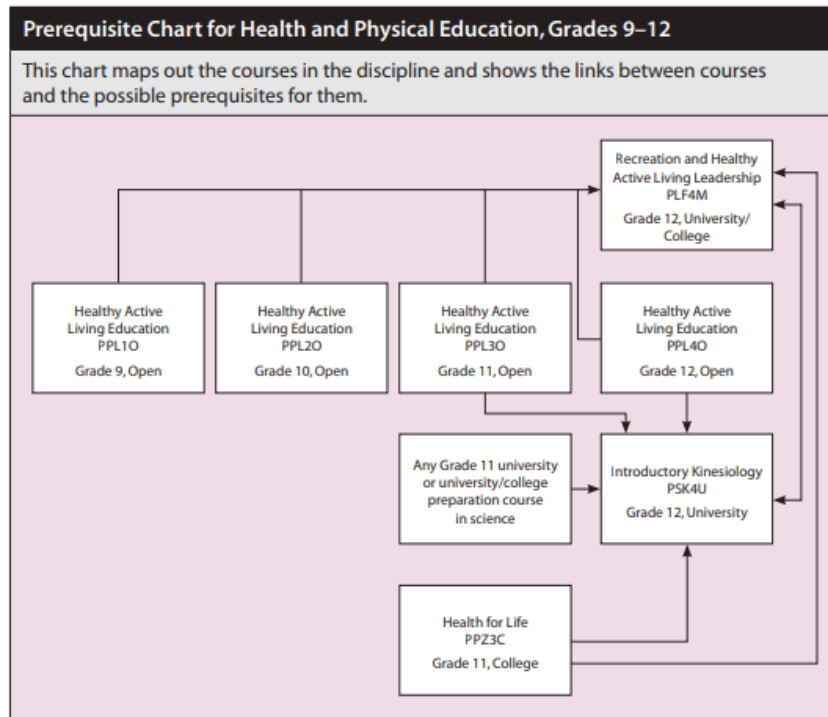 Prerequisite Chart for Health and Physical Education, Grades 9–12
This chart maps out the courses in the discipline and shows the links between courses
and the possible prerequisites for them.
Recreation and Healthy
Active Living Leadership
PLF4M
Grade 12, University/
College
Healthy Active
Living Education
PPL1O
Grade 9, Open
Healthy Active
Living Education
PPL2O
Grade 10, Open
Healthy Active
Living Education
PPL3O
Grade 11, Open
Healthy Active
Living Education
PPL4O
Grade 12, Open
Any Grade 11 university
or university/college
preparation course
in science
Introductory Kinesiology
PSK4U
Grade 12, University
Health for Life
PPZ3C
Grade 11, College